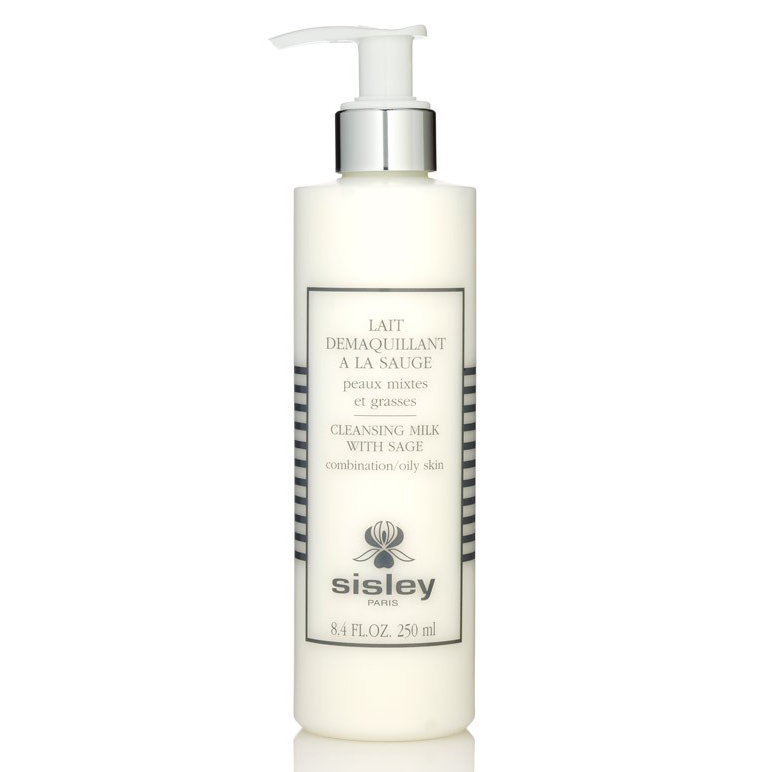 LAIT
DEMAQUILLANT
A LA SAUGE
peaux mixtes
et grasses
CLEANSING MILK
WITH SAGE
combination/oily skin
sisley
PARIS
8.4 FL.OZ. 250 ml